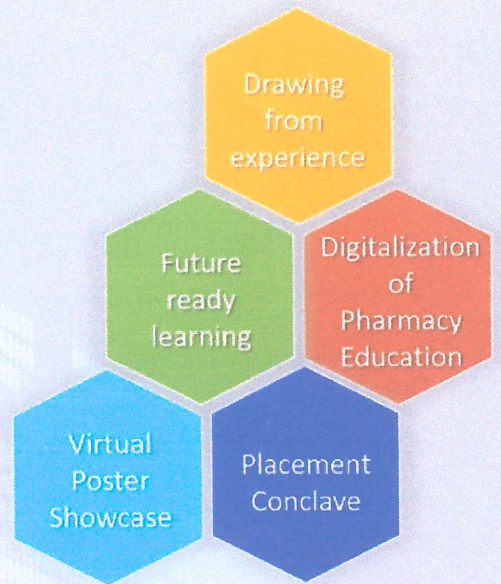 Drawing
from
experience
Future
ready
learning
Digitalization
of
Pharmacy
Education
Virtual
Poster
Showcase
Placement
Conclave